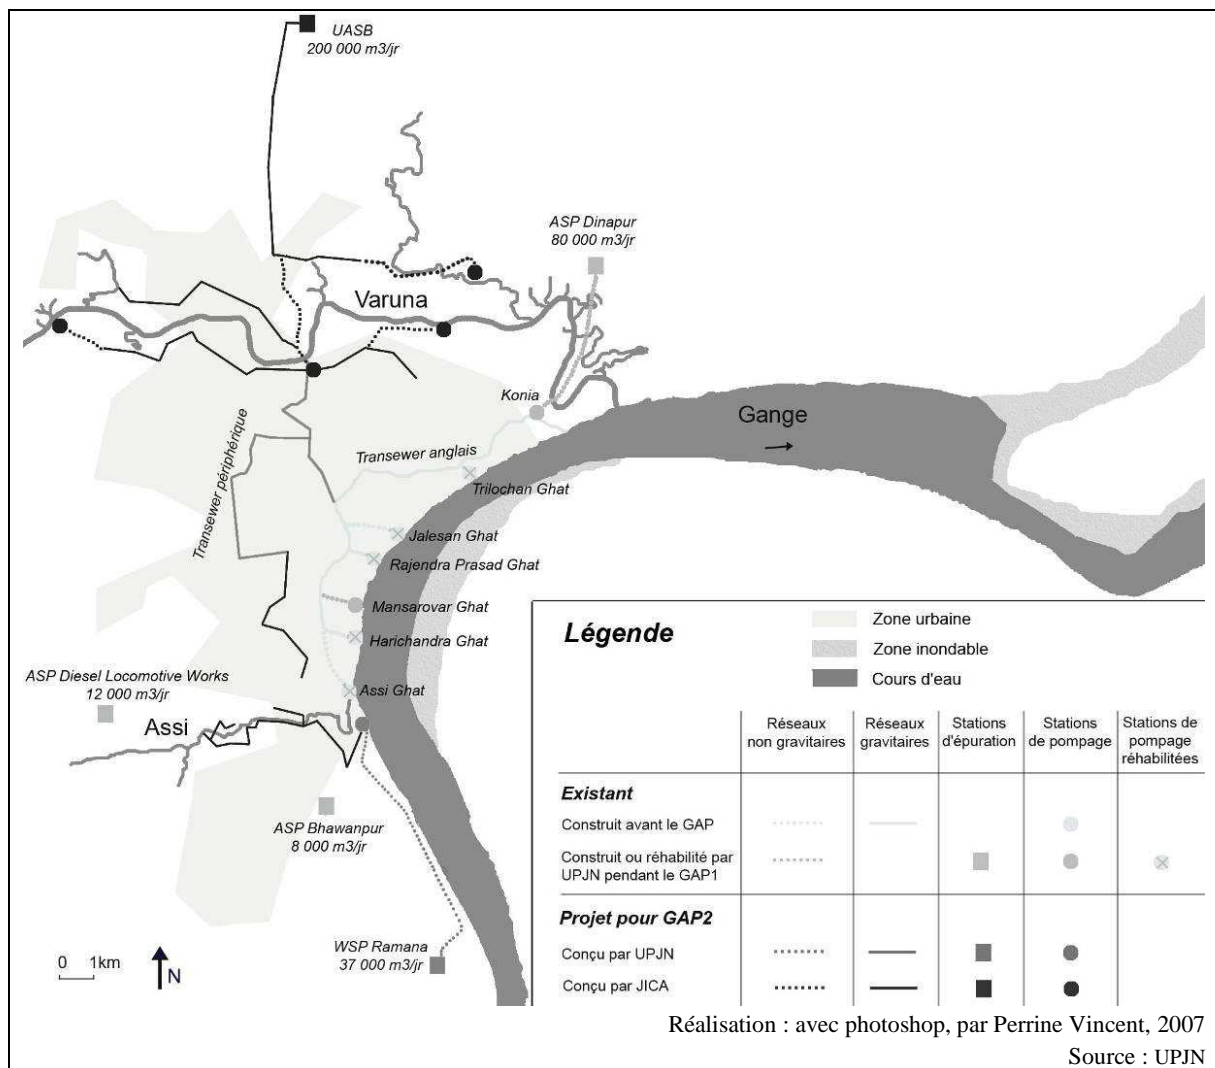 UASB
200 000 m3/jr
ASP Dinapur
80 000 m3/jr
Varuna
Konia
Gange
Transewer anglais
Transewer périphérique
Trilochan Ghat
Jalesan Ghat
Rajendra Prasad Ghat
Mansarovar Ghat
Harichandra Ghat
ASP Diesel Locomotive Works
12 000 m3/jr
Assi Ghat
Assi
ASP Bhawanpur
8 000 m3/jr
WSP Ramana
37 000 m3/jr
0 1km
N
Légende
Zone urbaine
Zone inondable
Cours d'eau
Réseaux
non gravitaires
Réseaux
gravitaires
Stations
d'épuration
Stations
de pompage
Stations de
pompage
réhabilitées
Existant
Construit avant le GAP
Construit ou réhabilité par
UPJN pendant le GAP1
Projet pour GAP2
Conçu par UPJN
Conçu par JICA
Réalisation : avec photoshop, par Perrine Vincent, 2007
Source : UPJN